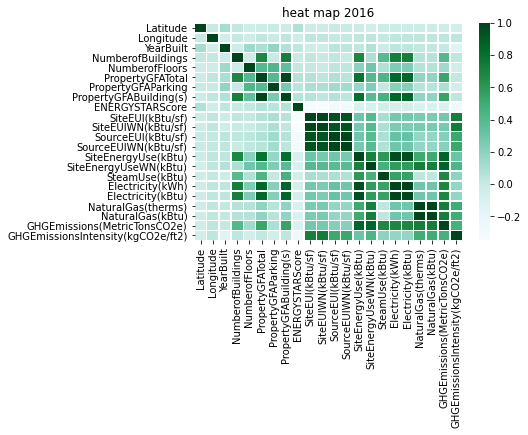 heat map 2016
Latitude
Longitude
YearBuilt
NumberofBuildings
NumberofFloors
PropertyGFATotal
PropertyGFAParking
PropertyGFABuilding(s)
ENERGYSTARScore
SiteEUI(kBtu/sf)
SiteEUIWN(kBtu/sf)
SourceEUI(kBtu/sf)
SourceEUIWN(kBtu/sf)
SiteEnergyUse(kBtu)
SiteEnergyUseWN(kBtu)
SteamUse(kBtu)
Electricity(kWh)
Electricity(kBtu)
NaturalGas(therms)
NaturalGas(kBtu)
GHGEmissions(MetricTonsCO2e)
GHGEmissionsIntensity(kgCO2e/ft2)
Latitude
Longitude
YearBuilt
NumberofBuildings
NumberofFloors
PropertyGFATotal
PropertyGFAParking
PropertyGFABuilding(s)
ENERGYSTARScore
SiteEUI(kBtu/sf)
SiteEUIWN(kBtu/sf)
SourceEUI(kBtu/sf)
SourceEUIWN(kBtu/sf)
SiteEnergyUse(kBtu)
SiteEnergyUseWN(kBtu)
SteamUse(kBtu)
Electricity(kWh)
Electricity(kBtu)
NaturalGas(therms)
NaturalGas(kBtu)
GHGEmissions(MetricTonsCO2e)
GHGEmissionsIntensity(kgCO2e/ft2)
1.0
0.8
0.6
0.4
0.2
0.0
−0.2